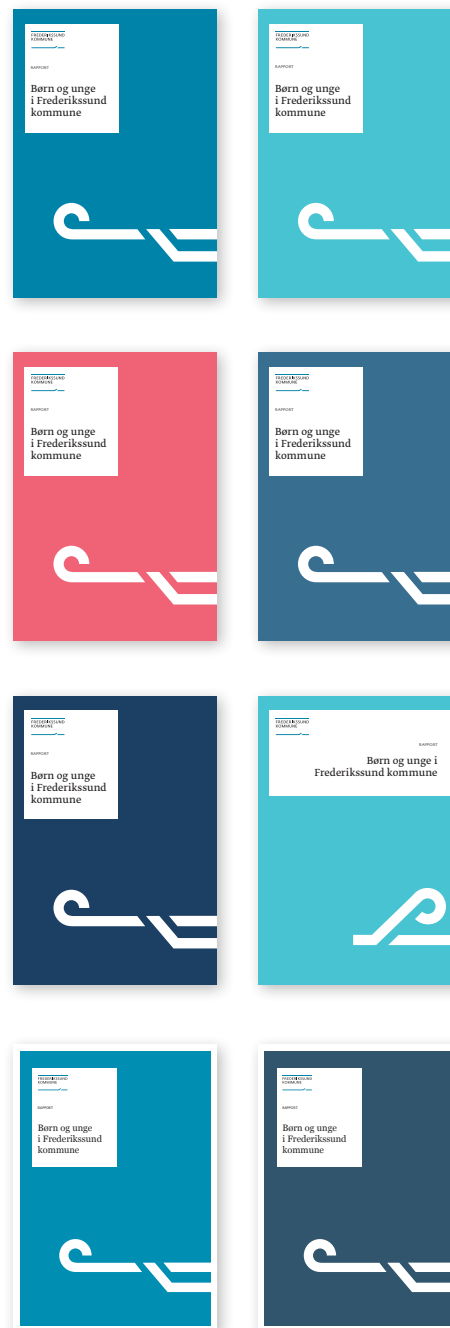 FREDERIKSSUND
KOMMUNE
RAPPORT
Børn og unge
i Frederikssund
kommune
FREDERIKSSUND
KOMMUNE
RAPPORT
Børn og unge
i Frederikssund
kommune
FREDERIKSSUND
KOMMUNE
RAPPORT
Børn og unge
i Frederikssund
kommune
FREDERIKSSUND
KOMMUNE
RAPPORT
Børn og unge
i Frederikssund
kommune
FREDERIKSSUND
KOMMUNE
RAPPORT
Børn og unge
i Frederikssund
kommune
FREDERIKSSUND
KOMMUNE
RAPPORT
Børn og unge i
Frederikssund kommune
FREDERIKSSUND
KOMMUNE
RAPPORT
Børn og unge
i Frederikssund
kommune
FREDERIKSSUND
KOMMUNE
RAPPORT
Børn og unge
i Frederikssund
kommune